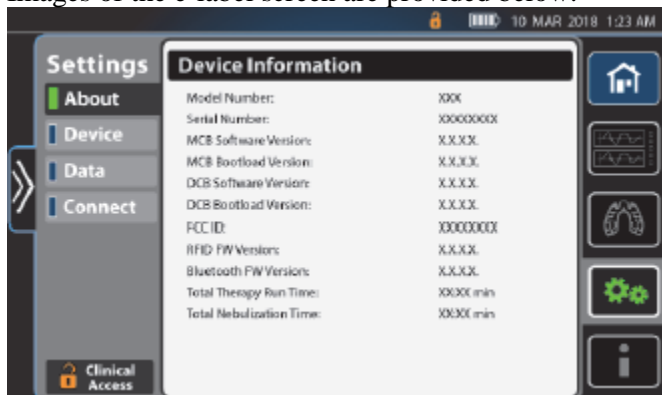 Images of the e-label screen are provided below.
10 MAR 2018 1:23 AM
Settings
About
Device
Data
Connect
Clinical
Access
Device Information
Model Number: XXX
Serial Number: XXXXXXXX
MCB Software Version: X.X.X.X.
MCB Bootload Version: X.X.X.X.
DCB Software Version: X.X.X.X.
DCB Bootload Version: X.X.X.X.
FCC ID: XXXXXXXX
RFID FW Version: X.X.X.X.
Bluetooth FW Version: X.X.X.X.
Total Therapy Run Time: XX:XX min
Total Nebulization Time: XX:XX min